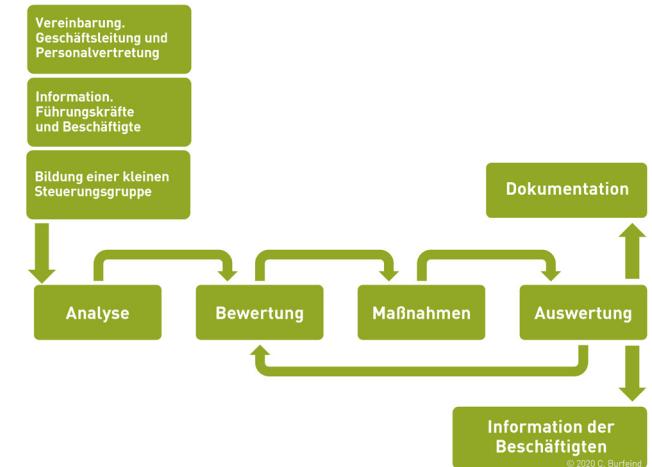 Vereinbarung.
Geschäftsleitung und
Personalvertretung
Information.
Führungskräfte
und Beschäftigte
Bildung einer kleinen
Steuerungsgruppe
Dokumentation
Analyse
Bewertung
Maßnahmen
Auswertung
Information der
Beschäftigten
© 2020 C. Burfeind